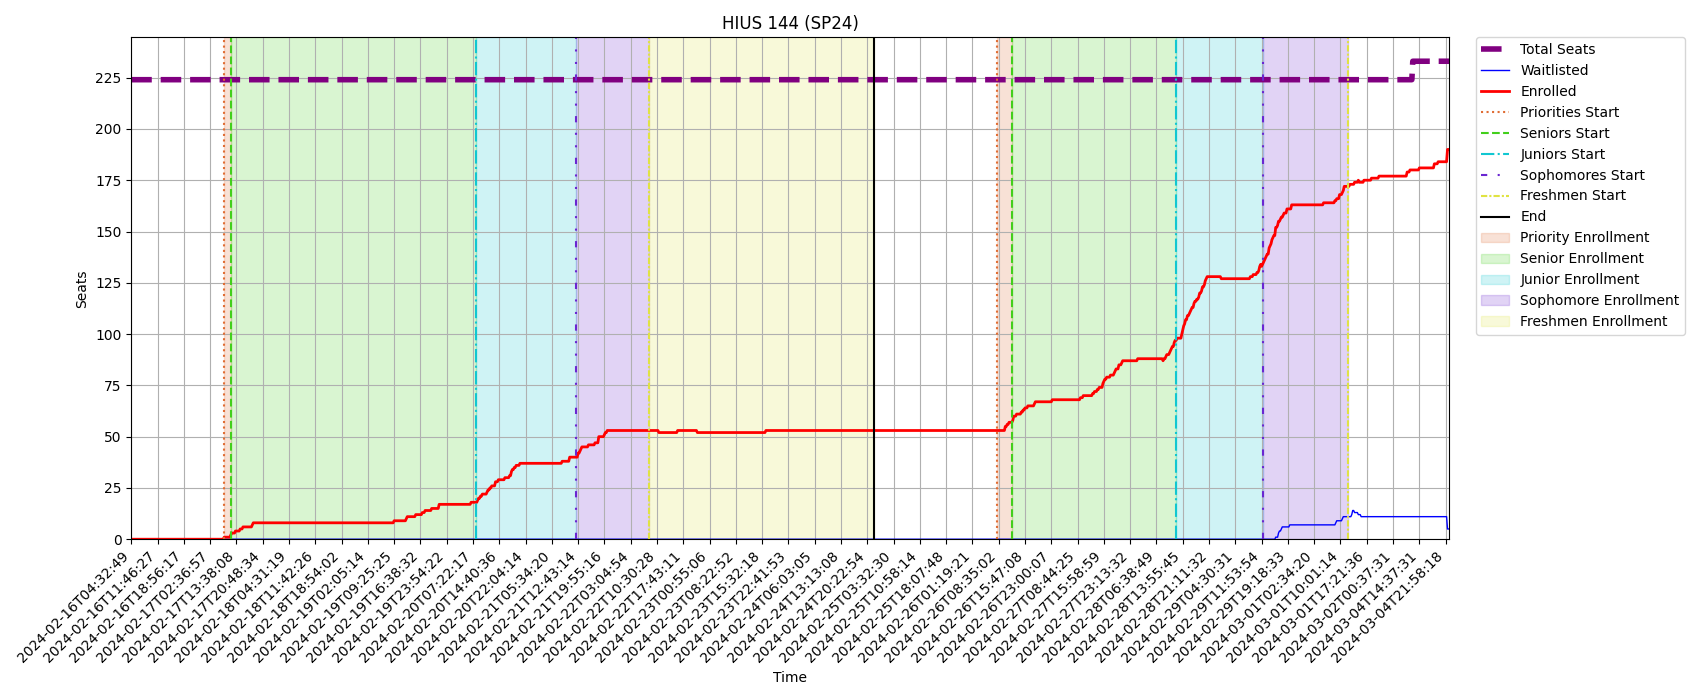 HIUS 144 (SP24)
Seats
225
200
175
150
125
100
75
50
25
0
2024-02-16T04:32:49
2024-02-16T11:46:27
2024-02-16T18:56:17
2024-02-17T02:36:57
2024-02-17T13:38:08
2024-02-17T20:48:34
2024-02-18T04:31:19
2024-02-18T11:42:26
2024-02-18T18:54:02
2024-02-19T02:05:14
2024-02-19T09:25:25
2024-02-19T16:38:32
2024-02-19T23:54:22
2024-02-20T07:22:17
2024-02-20T14:40:36
2024-02-20T22:04:14
2024-02-21T05:34:20
2024-02-21T12:43:14
2024-02-21T19:55:16
2024-02-22T03:04:54
2024-02-22T10:30:28
2024-02-22T17:43:11
2024-02-23T00:55:06
2024-02-23T08:22:52
2024-02-23T15:32:18
2024-02-23T22:41:53
2024-02-24T06:03:05
2024-02-24T13:13:08
2024-02-24T20:22:54
2024-02-25T03:32:30
2024-02-25T10:58:14
2024-02-25T18:07:48
2024-02-26T01:19:21
2024-02-26T08:35:02
2024-02-26T15:47:08
2024-02-26T23:00:07
2024-02-27T08:44:25
2024-02-27T15:58:59
2024-02-27T23:13:32
2024-02-28T06:38:49
2024-02-28T13:55:45
2024-02-28T21:11:32
2024-02-29T04:30:31
2024-02-29T11:53:54
2024-02-29T19:18:33
2024-03-01T02:34:20
2024-03-01T10:01:14
2024-03-01T17:21:36
2024-03-02T00:37:31
2024-03-04T14:37:31
2024-03-04T21:58:18
Time
Total Seats
Waitlisted
Enrolled
Priorities Start
Seniors Start
Juniors Start
Sophomores Start
Freshmen Start
End
Priority Enrollment
Senior Enrollment
Junior Enrollment
Sophomore Enrollment
Freshmen Enrollment